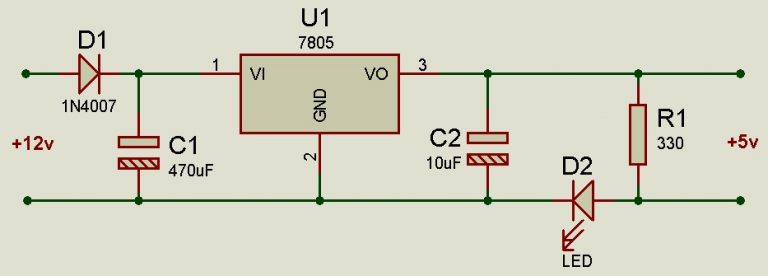 U1
7805
D1
1N4007
1
VI
VO
3
GND
2
+12v
C1
470uF
C2
10uF
D2
LED
R1
330
+5v